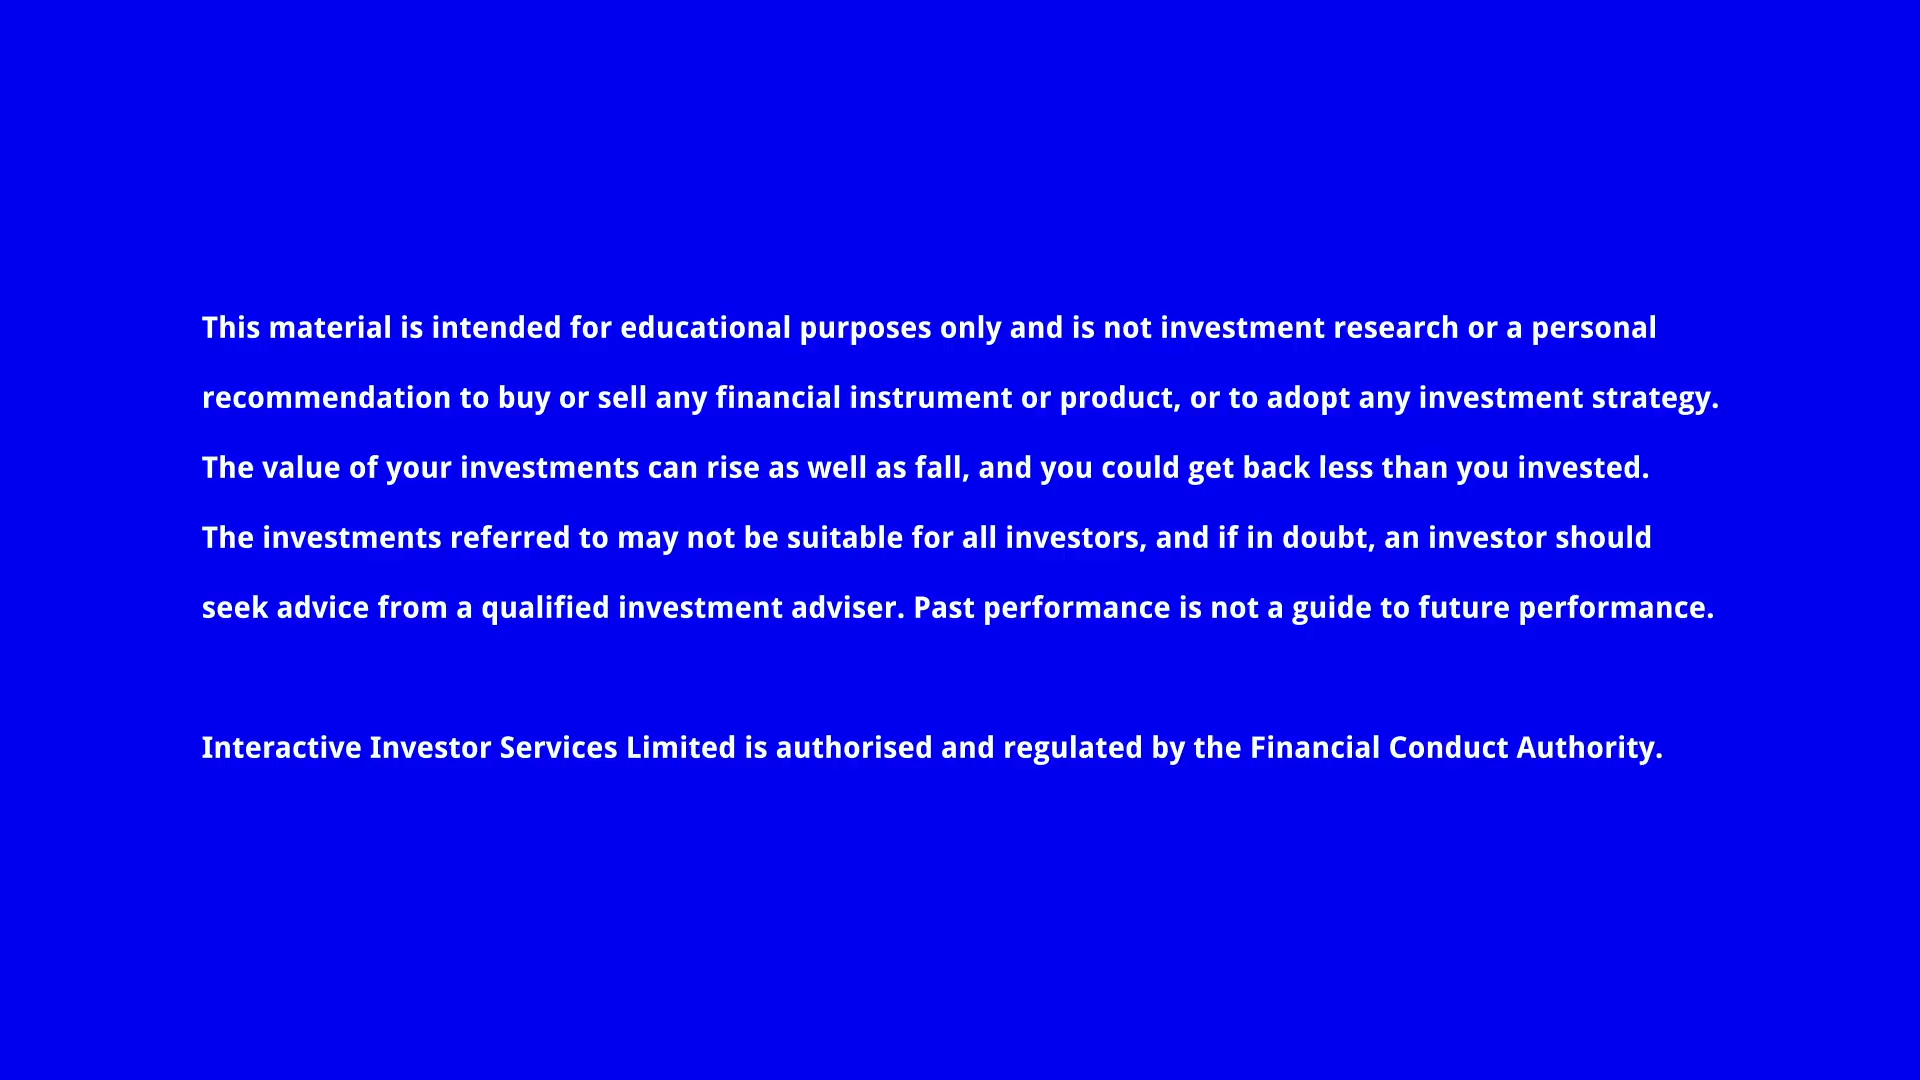 This material is intended for educational purposes only and is not investment research or a personal
recommendation to buy or sell any financial instrument or product, or to adopt any investment strategy.
The value of your investments can rise as well as fall, and you could get back less than you invested.
The investments referred to may not be suitable for all investors, and if in doubt, an investor should
seek advice from a qualified investment adviser. Past performance is not a guide to future performance.
Interactive Investor Services Limited is authorised and regulated by the Financial Conduct Authority.